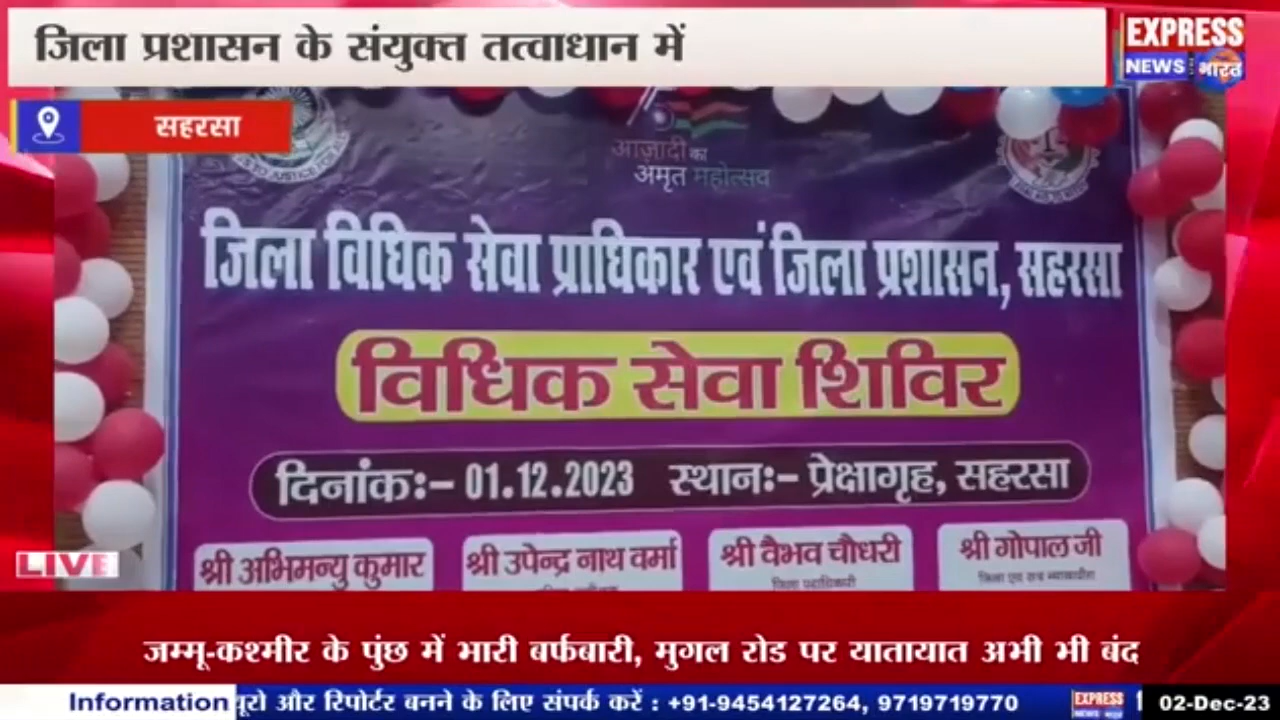 जिला प्रशासन के संयुक्त तत्वाधान में
EXPRESS
NEWS भारत
सहरसा
आज़ादी का
अमृत महोत्सव
जिला विधिक सेवा प्राधिकार एवं जिला प्रशासन, सहरसा
विधिक सेवा शिविर
दिनांक:- 01.12.2023 स्थान:- प्रेक्षागृह, सहरसा
श्री अभिमन्यु कुमार श्री उपेन्द्र नाथ वर्मा श्री वैभव चौधरी श्री गोपाल जी
जिला पदाधिकारी जिला एवं सत्र न्यायाधीश
LIVE
जम्मू-कश्मीर के पुंछ में भारी बर्फबारी, मुगल रोड पर यातायात अभी भी बंद
Information यूरो और रिपोर्टर बनने के लिए संपर्क करें : +91-9454127264, 9719719770 EXPRESS 02-Dec-23